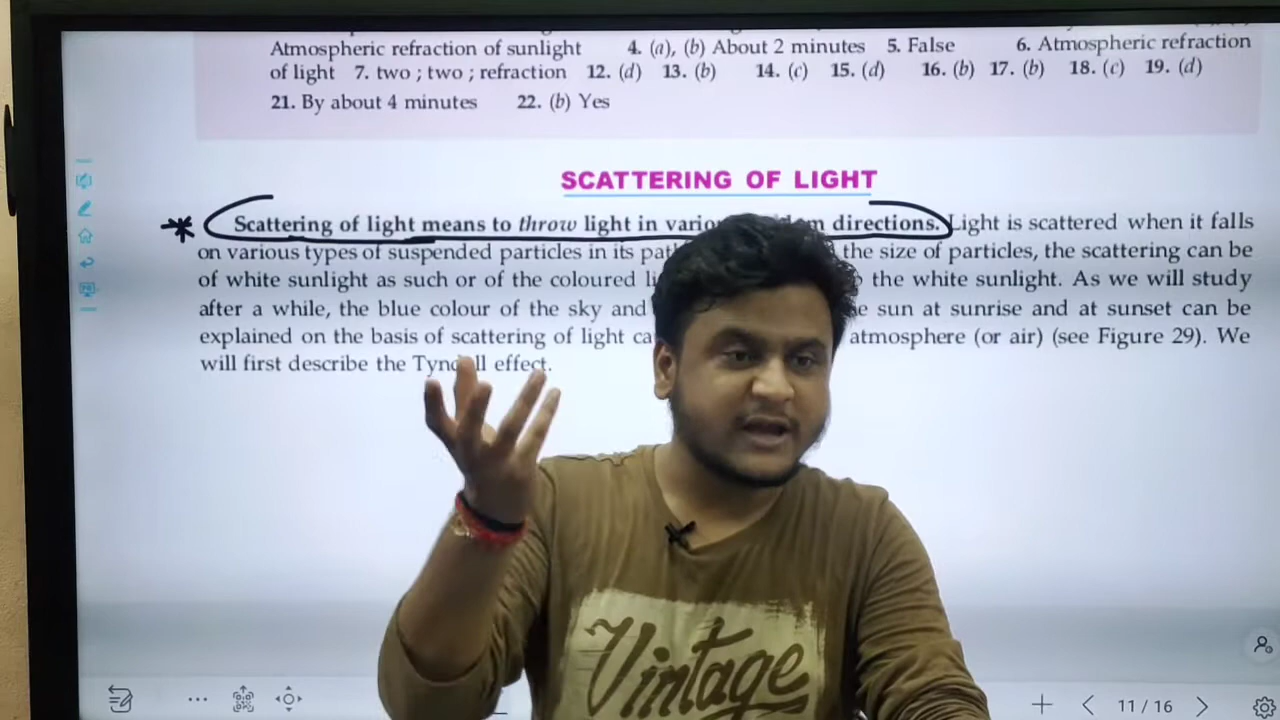 Atmospheric refraction of sunlight 4. (a), (b) About 2 minutes 5. False 6. Atmospheric refraction
of light 7. two ; two ; refraction 12. (d) 13. (b) 14. (c) 15. (d) 16. (b) 17. (b) 18. (c) 19. (d)
21. By about 4 minutes 22. (b) Yes
SCATTERING OF LIGHT
Scattering of light means to throw light in directions. Light is scattered when it falls
on various types of suspended particles in its the size of particles, the scattering can be
of white sunlight as such or of the coloured the white sunlight. As we will study
after a while, the blue colour of the sky and sun at sunrise and at sunset can be
explained on the basis of scattering of light atmosphere (or air) (see Figure 29). We
will first describe the effect.
Vintage
11 / 16